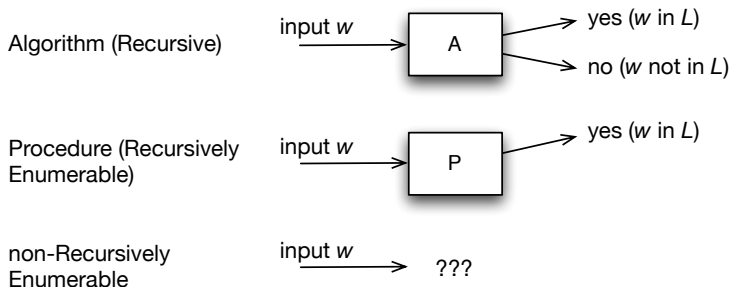 Algorithm (Recursive)
input w
A
yes (w in L)
no (w not in L)
Procedure (Recursively
Enumerable)
input w
P
yes (w in L)
non-Recursively
Enumerable
input w
???